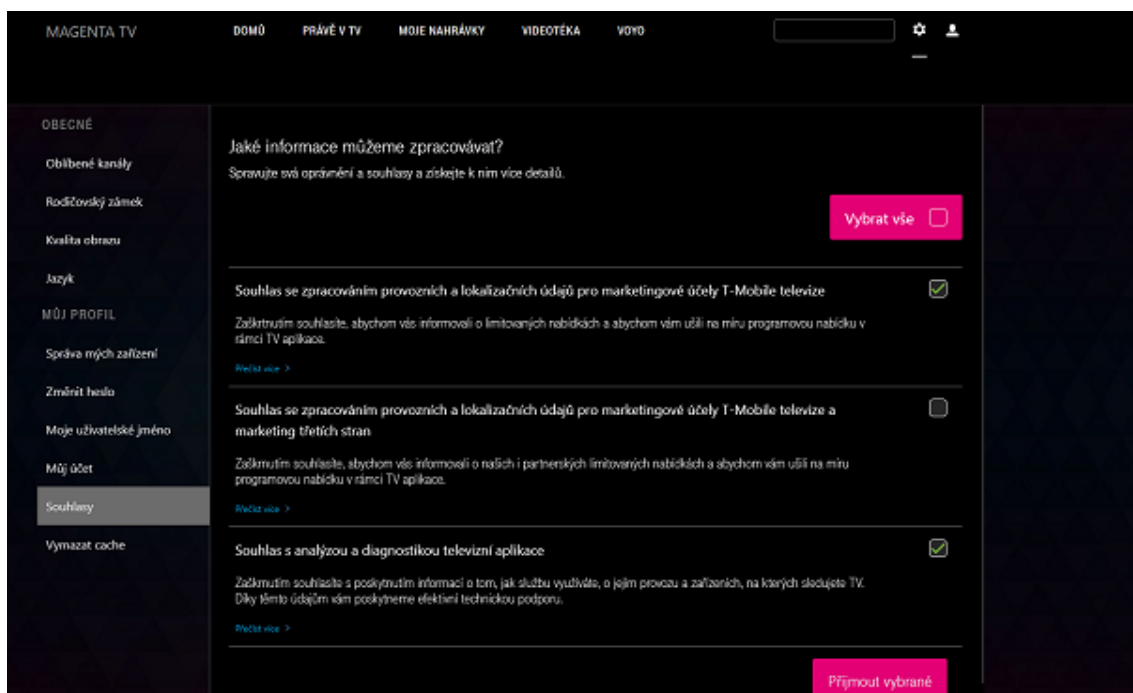 MAGENTA TV
DOMŮ
PRÁVĚ V TV
MOJE NAHRÁVKY
VIDEOTÉKA
VOYO
OBECNÉ
Oblíbené kanály
Rodičovský zámek
Kvalita obrazu
Jazyk
MŮJ PROFIL
Správa mých zařízení
Změnit heslo
Moje uživatelské jméno
Můj účet
Souhlasy
Vymazat cache
Jaké informace můžeme zpracovávat?
Spravujte svá oprávnění a souhlasy a získejte k nim více detailů.
Vybrat vše
Souhlas se zpracováním provozních a lokalizačních údajů pro marketingové účely T-Mobile televize
Zaškrtnutím souhlasíte, abychom vás informovali o limitovaných nabídkách a abychom vám ušili na míru programovou nabídku v
rámci TV aplikace.
Přečíst více >
Souhlas se zpracováním provozních a lokalizačních údajů pro marketingové účely T-Mobile televize a
marketing třetích stran
Zaškrnutím souhlasíte, abychom vás informovali o našich i partnerských limitovaných nabídkách a abychom vám ušili na míru
programovou nabídku v rámci TV aplikace.
Přečíst více >
Souhlas s analýzou a diagnostikou televizní aplikace
Zaškrnutím souhlasíte s poskytnutím informací o tom, jak službu využíváte, o jejím provozu a zařízeních, na kterých sledujete TV.
Díky těmto údajům vám poskytneme efektivní technickou podporu.
Přečíst více >
Přijmout vybrané